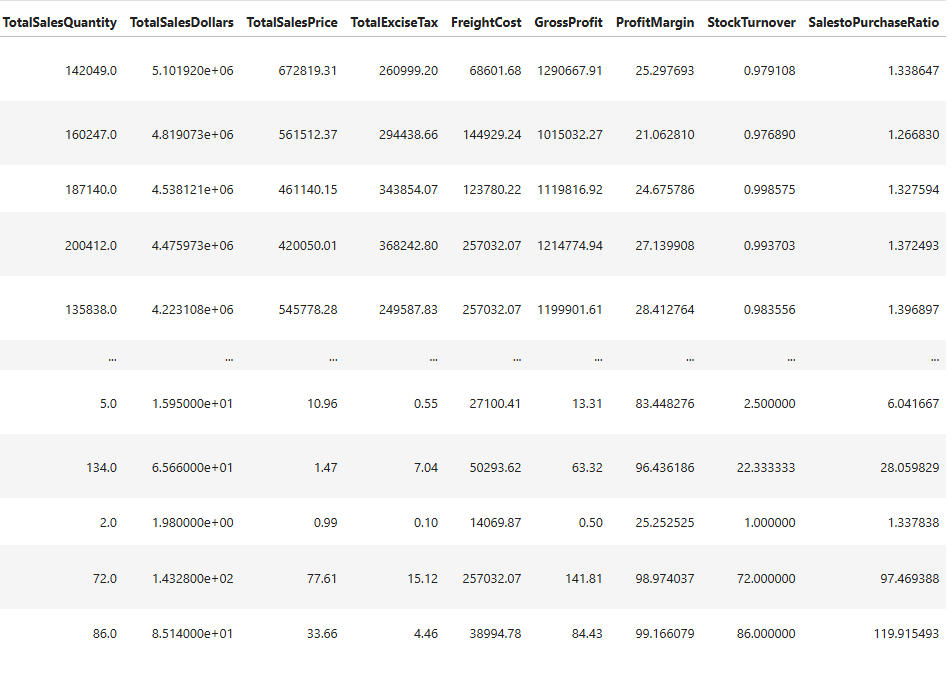 TotalSalesQuantity TotalSalesDollars TotalSalesPrice TotalExciseTax FreightCost GrossProfit ProfitMargin StockTurnover SalestoPurchaseRatio
142049.0 5.101920e+06 672819.31 260999.20 68601.68 1290667.91 25.297693 0.979108 1.338647
160247.0 4.819073e+06 561512.37 294438.66 144929.24 1015032.27 21.062810 0.976890 1.266830
187140.0 4.538121e+06 461140.15 343854.07 123780.22 1119816.92 24.675786 0.998575 1.327594
200412.0 4.475973e+06 420050.01 368242.80 257032.07 1214774.94 27.139908 0.993703 1.372493
135838.0 4.223108e+06 545778.28 249587.83 257032.07 1199901.61 28.412764 0.983556 1.396897
... ... ... ... ... ... ... ... ...
5.0 1.595000e+01 10.96 0.55 27100.41 13.31 83.448276 2.500000 6.041667
134.0 6.566000e+01 1.47 7.04 50293.62 63.32 96.436186 22.333333 28.059829
2.0 1.980000e+00 0.99 0.10 14069.87 0.50 25.252525 1.000000 1.337838
72.0 1.432800e+02 77.61 15.12 257032.07 141.81 98.974037 72.000000 97.469388
86.0 8.514000e+01 33.66 4.46 38994.78 84.43 99.166079 86.000000 119.915493